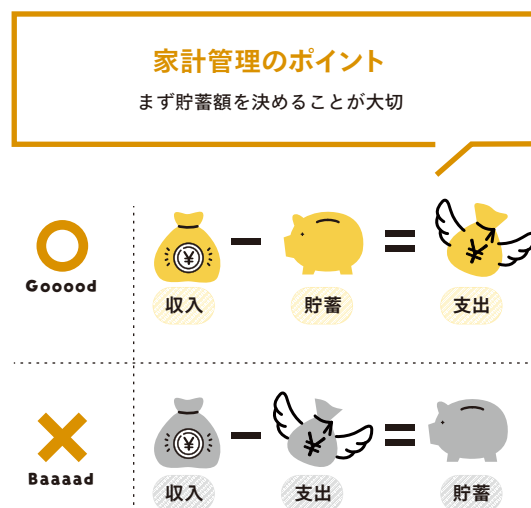 家計管理のポイント
まず貯蓄額を決めることが大切
Gooood
¥ − = ¥
収入 貯蓄 支出
Baaaad
¥ − ¥ =
収入 支出 貯蓄